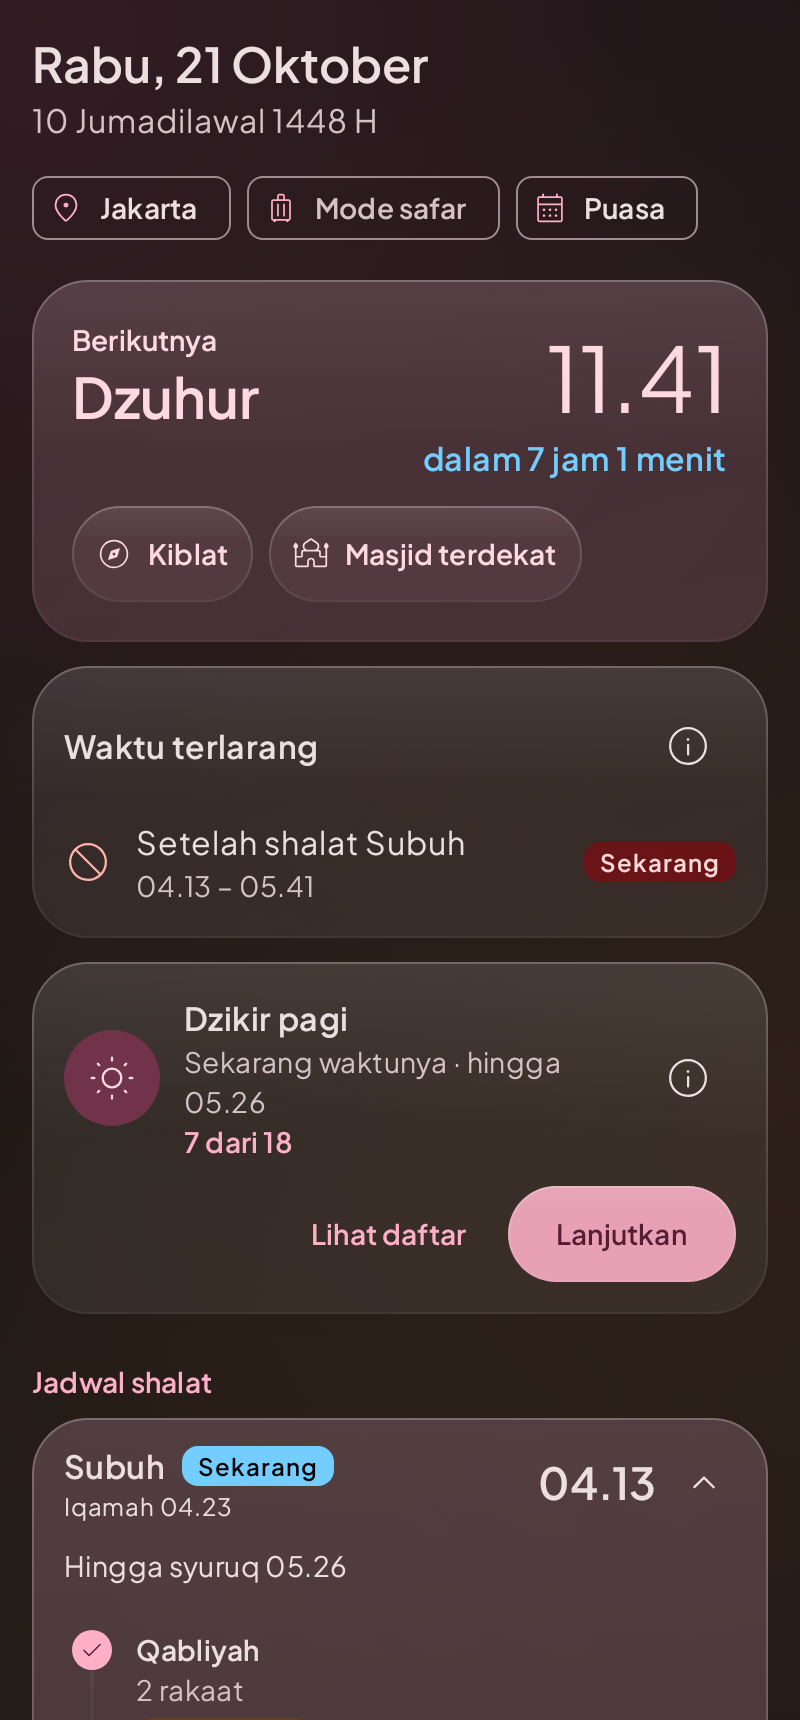 Rabu, 21 Oktober
10 Jumadilawal 1448 H
Jakarta
Mode safar
Puasa
Berikutnya
Dzuhur
11.41
dalam 7 jam 1 menit
Kiblat
Masjid terdekat
Waktu terlarang
Setelah shalat Subuh
04.13 – 05.41
Sekarang
Dzikir pagi
Sekarang waktunya · hingga
05.26
7 dari 18
Lihat daftar
Lanjutkan
Jadwal shalat
Subuh
Sekarang
Iqamah 04.23
04.13
Hingga syuruq 05.26
Qabliyah
2 rakaat